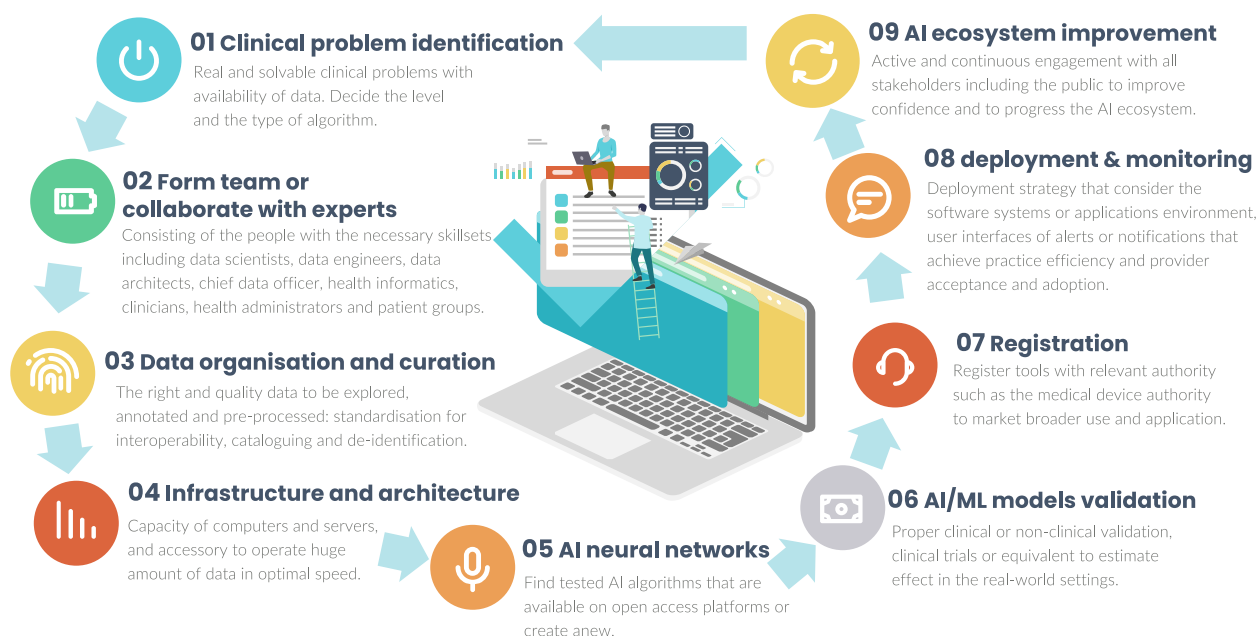 01 Clinical problem identification
Real and solvable clinical problems with
availability of data. Decide the level
and the type of algorithm.
02 Form team or
collaborate with experts
Consisting of the people with the necessary skillsets
including data scientists, data engineers, data
architects, chief data officer, health informatics,
clinicians, health administrators and patient groups.
03 Data organisation and curation
The right and quality data to be explored,
annotated and pre-processed: standardisation for
interoperability, cataloguing and de-identification.
04 Infrastructure and architecture
Capacity of computers and servers,
and accessory to operate huge
amount of data in optimal speed.
05 AI neural networks
Find tested AI algorithms that are
available on open access platforms or
create anew.
06 AI/ML models validation
Proper clinical or non-clinical validation,
clinical trials or equivalent to estimate
effect in the real-world settings.
07 Registration
Register tools with relevant authority
such as the medical device authority
to market broader use and application.
08 deployment & monitoring
Deployment strategy that consider the
software systems or applications environment,
user interfaces of alerts or notifications that
achieve practice efficiency and provider
acceptance and adoption.
09 AI ecosystem improvement
Active and continuous engagement with all
stakeholders including the public to improve
confidence and to progress the AI ecosystem.